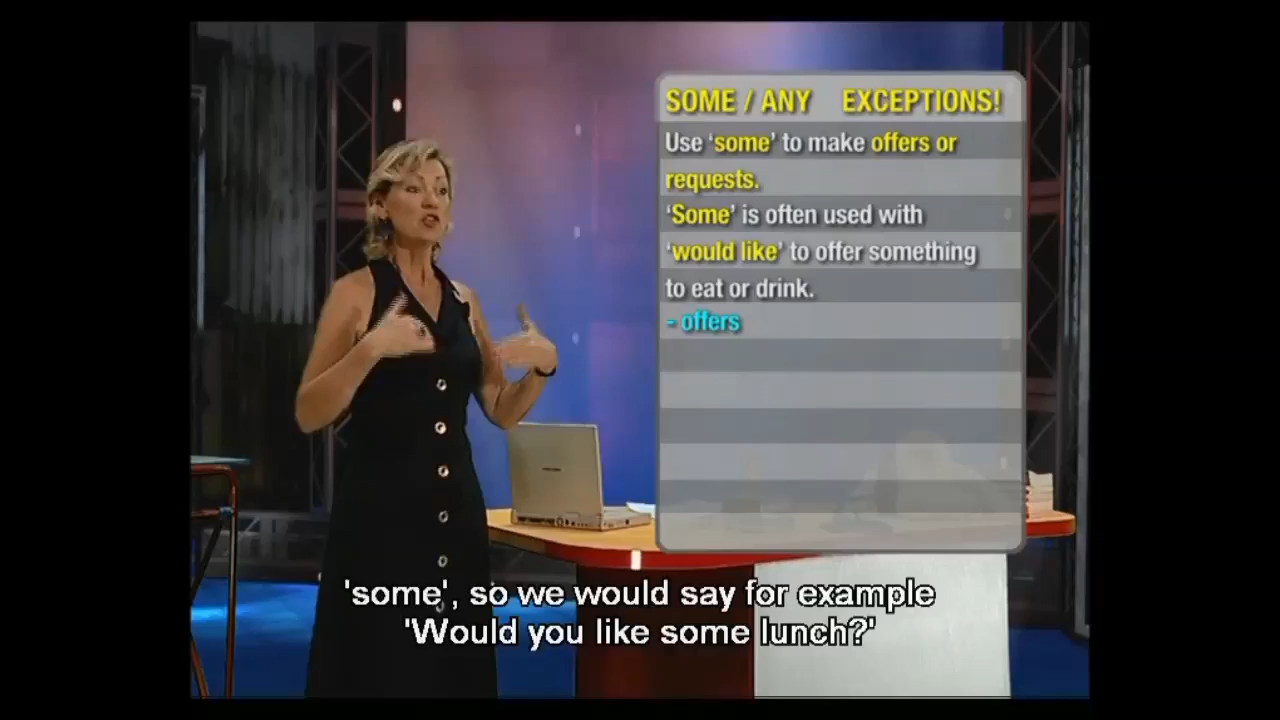 SOME / ANY EXCEPTIONS!
Use ‘some’ to make offers or
requests.
‘Some’ is often used with
‘would like’ to offer something
to eat or drink.
- offers
'some', so we would say for example
'Would you like some lunch?'